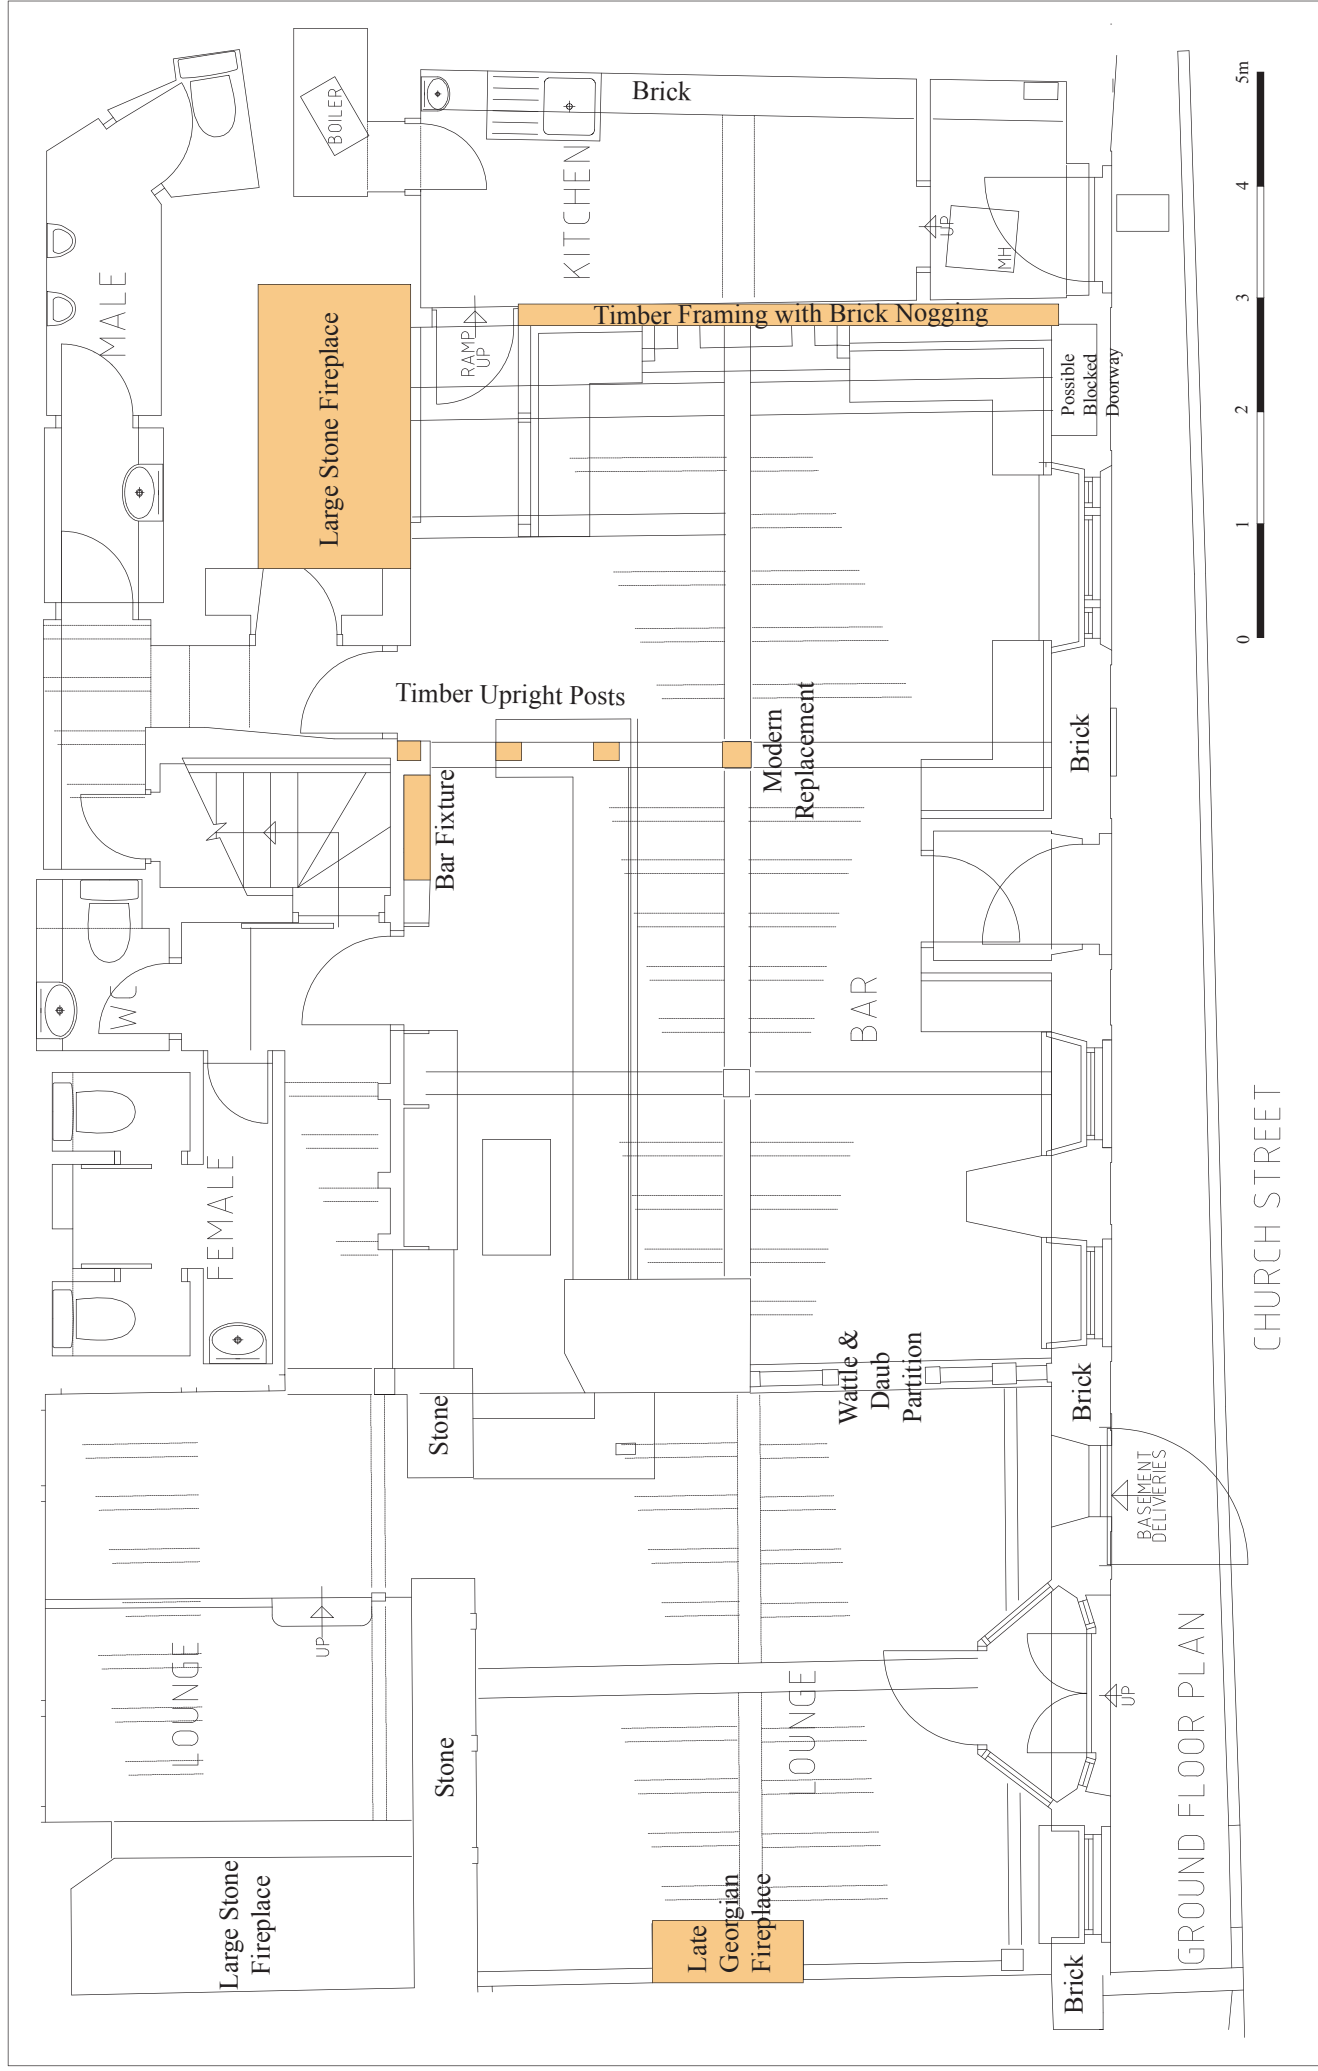 MALE
BOILER
Brick
KITCHEN
UP
MH
Large Stone Fireplace
RAMP
UP
Timber Framing with Brick Nogging
Possible
Blocked
Doorway
5m
4
3
2
1
0
Timber Upright Posts
Modern
Replacement
Brick
Bar Fixture
WC
BAR
FEMALE
CHURCH STREET
Wattle &
Daub
Partition
Brick
Stone
BASEMENT
DELIVERIES
LOUNGE
UP
Stone
LOUNGE
UP
GROUND FLOOR PLAN
Large Stone
Fireplace
Late
Georgian
Fireplace
Brick